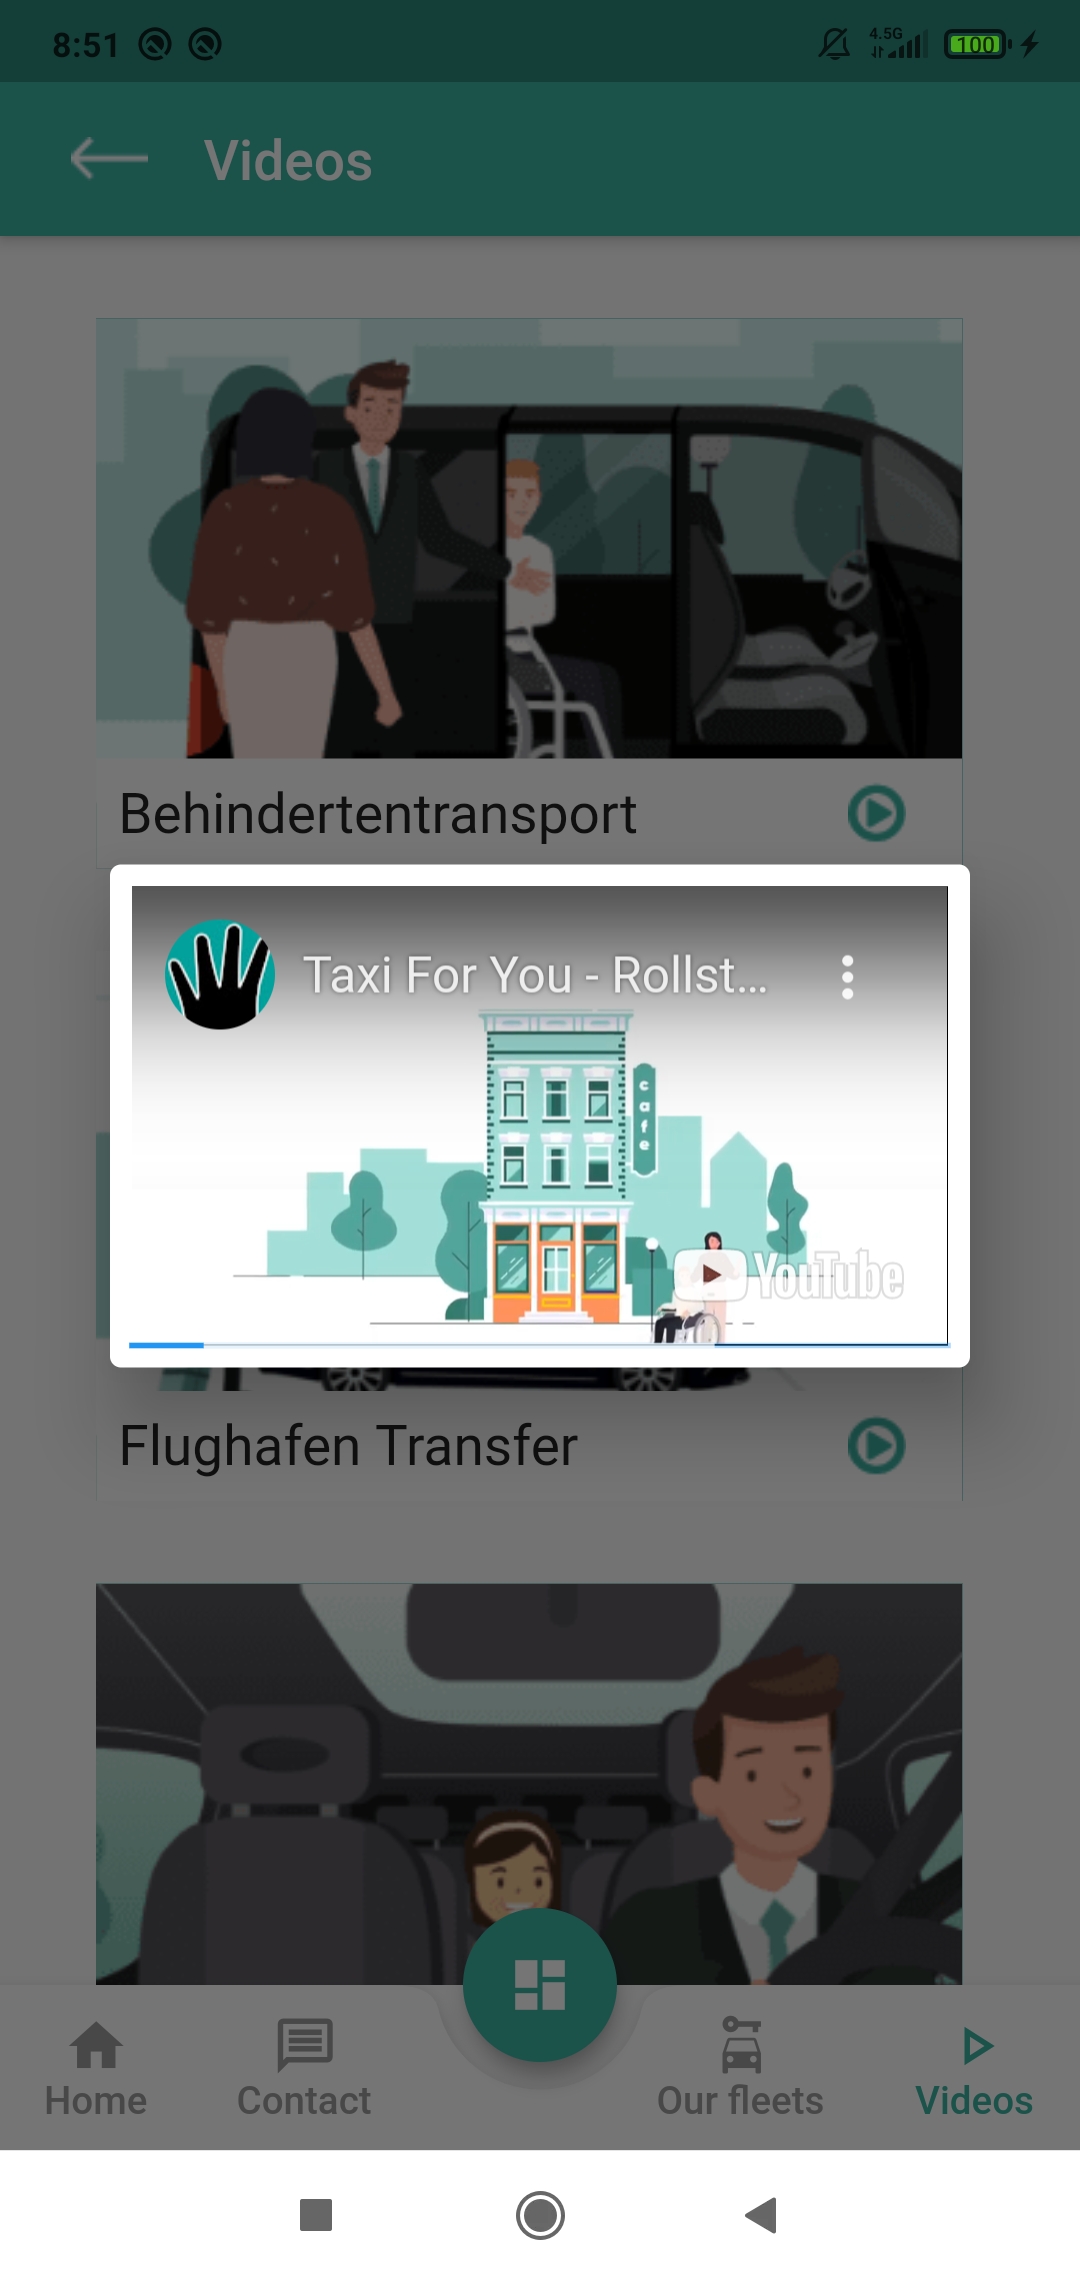 8:51
4.5G
100
Videos
Behindertentransport
Taxi For You - Rollst...
cafe
YouTube
Flughafen Transfer
Home
Contact
Our fleets
Videos